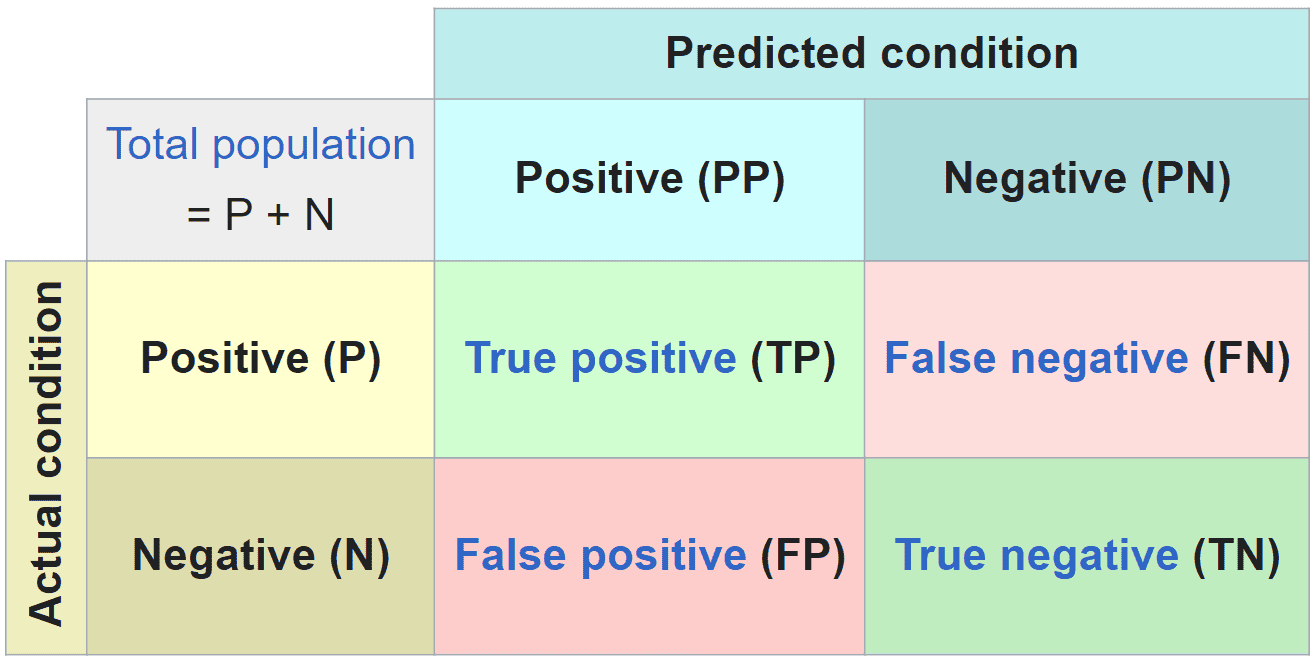 Predicted condition
Total population
= P + N
Positive (PP)
Negative (PN)
Actual condition
Positive (P)
True positive (TP)
False negative (FN)
Negative (N)
False positive (FP)
True negative (TN)